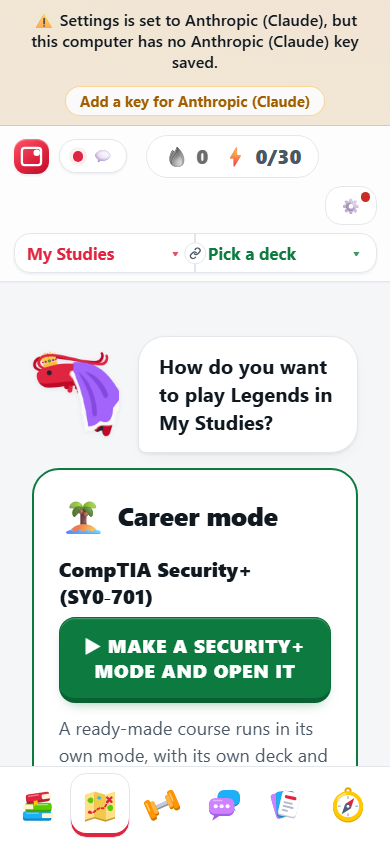 ⚠️ Settings is set to Anthropic (Claude), but
this computer has no Anthropic (Claude) key
saved.
Add a key for Anthropic (Claude)
0
0/30
My Studies
Pick a deck
How do you want
to play Legends in
My Studies?
Career mode
CompTIA Security+
(SY0-701)
▶ MAKE A SECURITY+
MODE AND OPEN IT
A ready-made course runs in its
own mode, with its own deck and